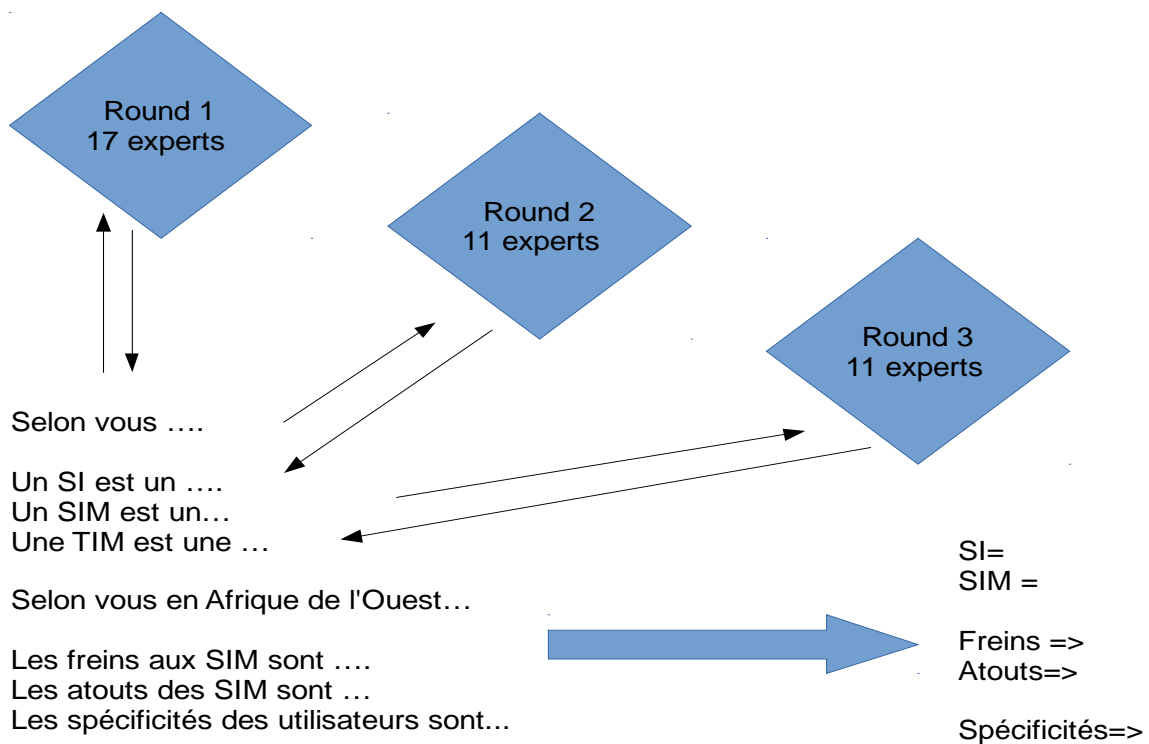 Round 1
17 experts
Round 2
11 experts
Round 3
11 experts
Selon vous ….
Un SI est un ….
Un SIM est un…
Une TIM est une …
Selon vous en Afrique de l'Ouest…
Les freins aux SIM sont ….
Les atouts des SIM sont …
Les spécificités des utilisateurs sont...
SI=
SIM =
Freins =>
Atouts=>
Spécificités=>